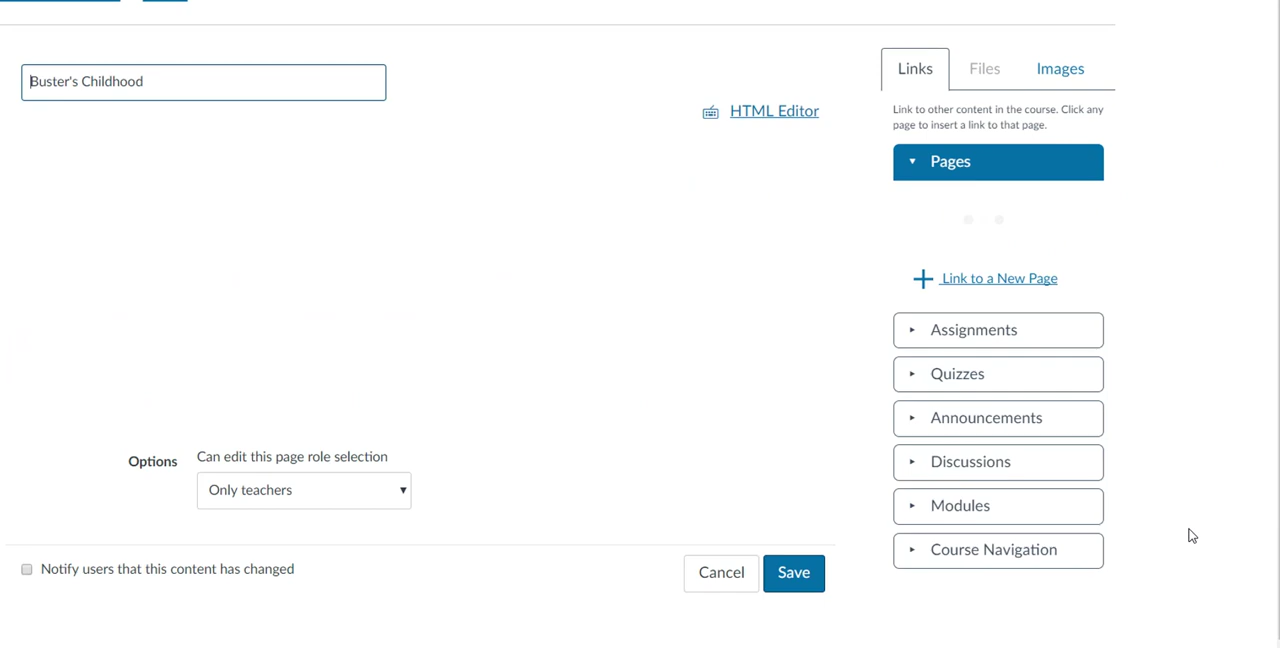 Buster's Childhood
HTML Editor
Links Files Images
Link to other content in the course. Click any
page to insert a link to that page.
Pages
Link to a New Page
Assignments
Quizzes
Announcements
Discussions
Modules
Course Navigation
Options
Can edit this page role selection
Only teachers
Notify users that this content has changed
Cancel Save